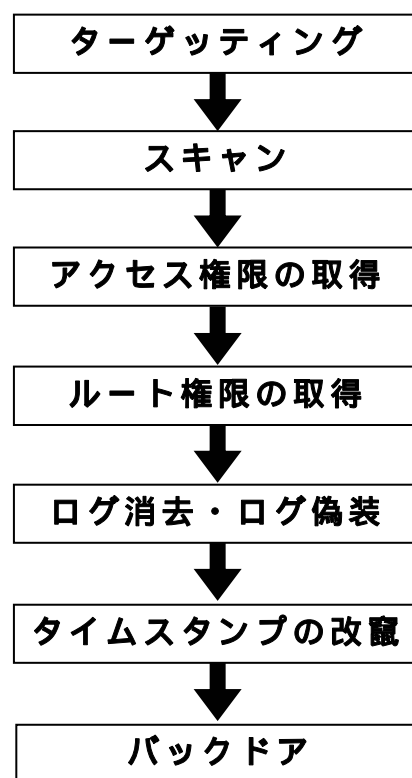 ターゲッティング
スキャン
アクセス権限の取得
ルート権限の取得
ログ消去・ログ偽装
タイムスタンプの改竄
バックドア